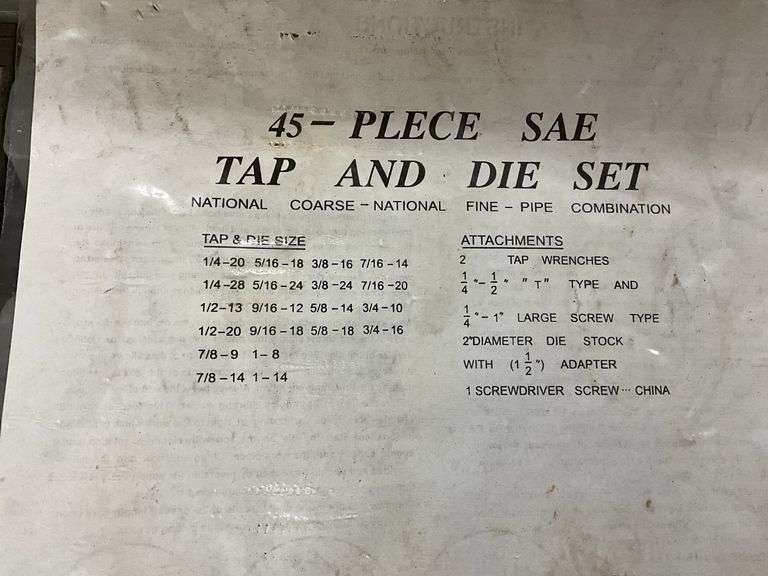 45 – PLECE SAE
TAP AND DIE SET
NATIONAL COARSE – NATIONAL FINE – PIPE COMBINATION
TAP & DIE SIZE
1/4 – 20 5/16 – 18 3/8 – 16 7/16 – 14
1/4 – 28 5/16 – 24 3/8 – 24 7/16 – 20
1/2 – 13 9/16 – 12 5/8 – 14 3/4 – 10
1/2 – 20 9/16 – 18 5/8 – 18 3/4 – 16
7/8 – 9 1 – 8
7/8 – 14 1 – 14
ATTACHMENTS
2 TAP WRENCHES
1/4 " – 1/2 " " T " TYPE AND
1/4 " – 1" LARGE SCREW TYPE
2"DIAMETER DIE STOCK
WITH (1 1/2 ") ADAPTER
1 SCREWDRIVER SCREW ··· CHINA